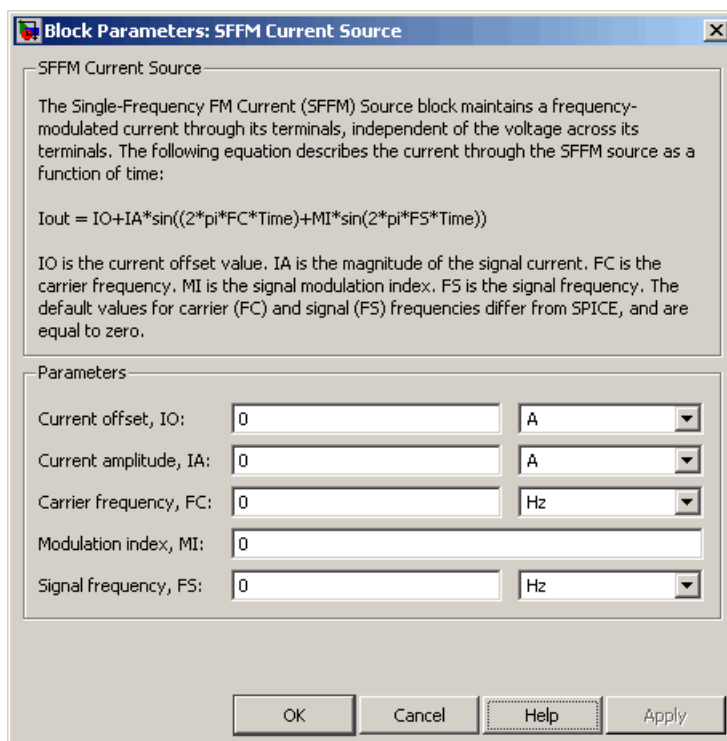 Block Parameters: SFFM Current Source
SFFM Current Source
The Single-Frequency FM Current (SFFM) Source block maintains a frequency-
modulated current through its terminals, independent of the voltage across its
terminals. The following equation describes the current through the SFFM source as a
function of time:
Iout = IO+IA*sin((2*pi*FC*Time)+MI*sin(2*pi*FS*Time))
IO is the current offset value. IA is the magnitude of the signal current. FC is the
carrier frequency. MI is the signal modulation index. FS is the signal frequency. The
default values for carrier (FC) and signal (FS) frequencies differ from SPICE, and are
equal to zero.
Parameters
Current offset, IO: 0 A
Current amplitude, IA: 0 A
Carrier frequency, FC: 0 Hz
Modulation index, MI: 0
Signal frequency, FS: 0 Hz
OK Cancel Help Apply